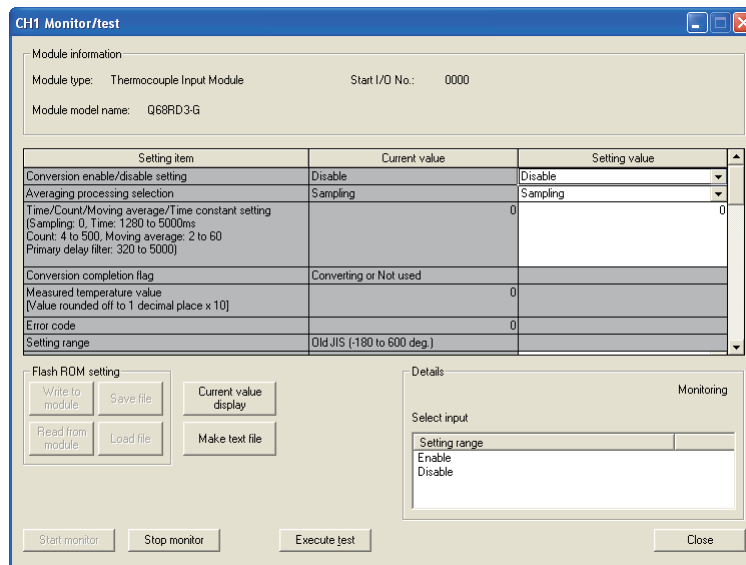 CH1 Monitor/test
Module information
Module type: Thermocouple Input Module Start I/O No.: 0000
Module model name: Q68RD3-G
Setting item Current value Setting value
Conversion enable/disable setting Disable Disable
Averaging processing selection Sampling Sampling
Time/Count/Moving average/Time constant setting 0 0
(Sampling: 0, Time: 1280 to 5000ms
Count: 4 to 500, Moving average: 2 to 60
Primary delay filter: 320 to 5000)
Conversion completion flag Converting or Not used
Measured temperature value 0
[Value rounded off to 1 decimal place x 10]
Error code 0
Setting range Old JIS (-180 to 600 deg.)
Flash ROM setting
Write to module
Save file
Current value display
Read from module
Load file
Make text file
Details
Monitoring
Select input
Setting range
Enable
Disable
Start monitor Stop monitor Execute test Close